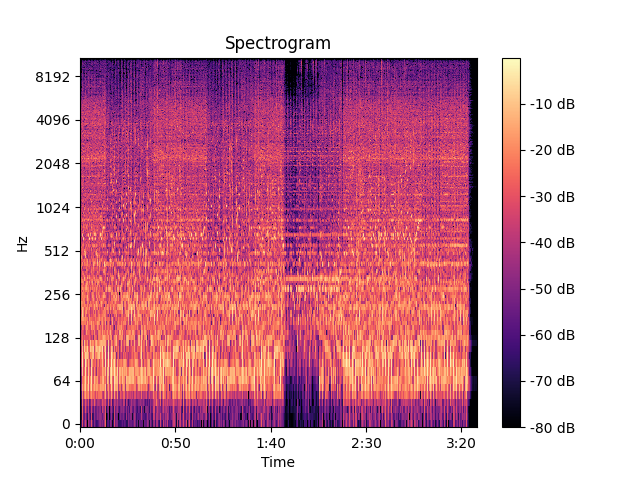 Spectrogram
8192
4096
2048
1024
512
256
128
64
0
Hz
0:00
0:50
1:40
2:30
3:20
Time
-10 dB
-20 dB
-30 dB
-40 dB
-50 dB
-60 dB
-70 dB
-80 dB